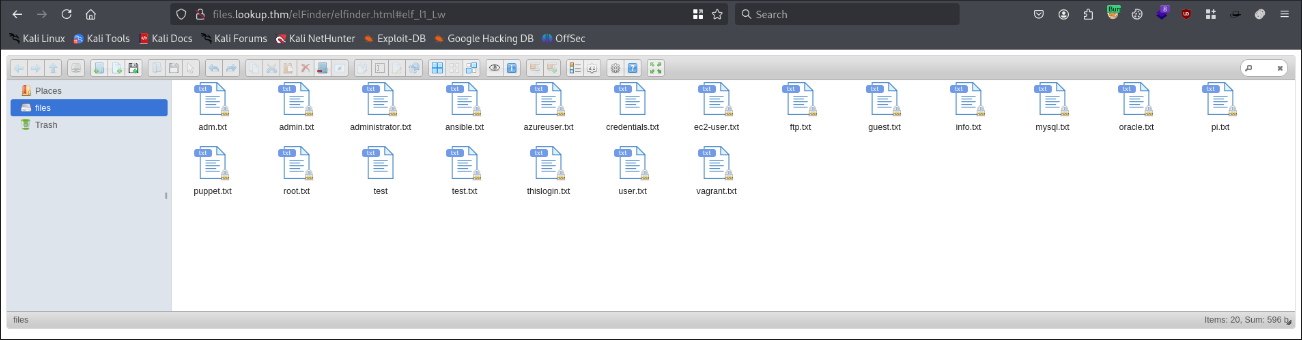 files.lookup.thm/elFinder/elfinder.html#elf_l1_Lw Search
Kali Linux Kali Tools Kali Docs Kali Forums Kali NetHunter Exploit-DB Google Hacking DB OffSec
Places
files
Trash
txt txt txt txt txt txt txt txt txt txt txt txt txt
adm.txt admin.txt administrator.txt ansible.txt azureuser.txt credentials.txt ec2-user.txt ftp.txt guest.txt info.txt mysql.txt oracle.txt pi.txt
txt txt txt txt txt txt txt
puppet.txt root.txt test test.txt thislogin.txt user.txt vagrant.txt
files Items: 20, Sum: 596 b